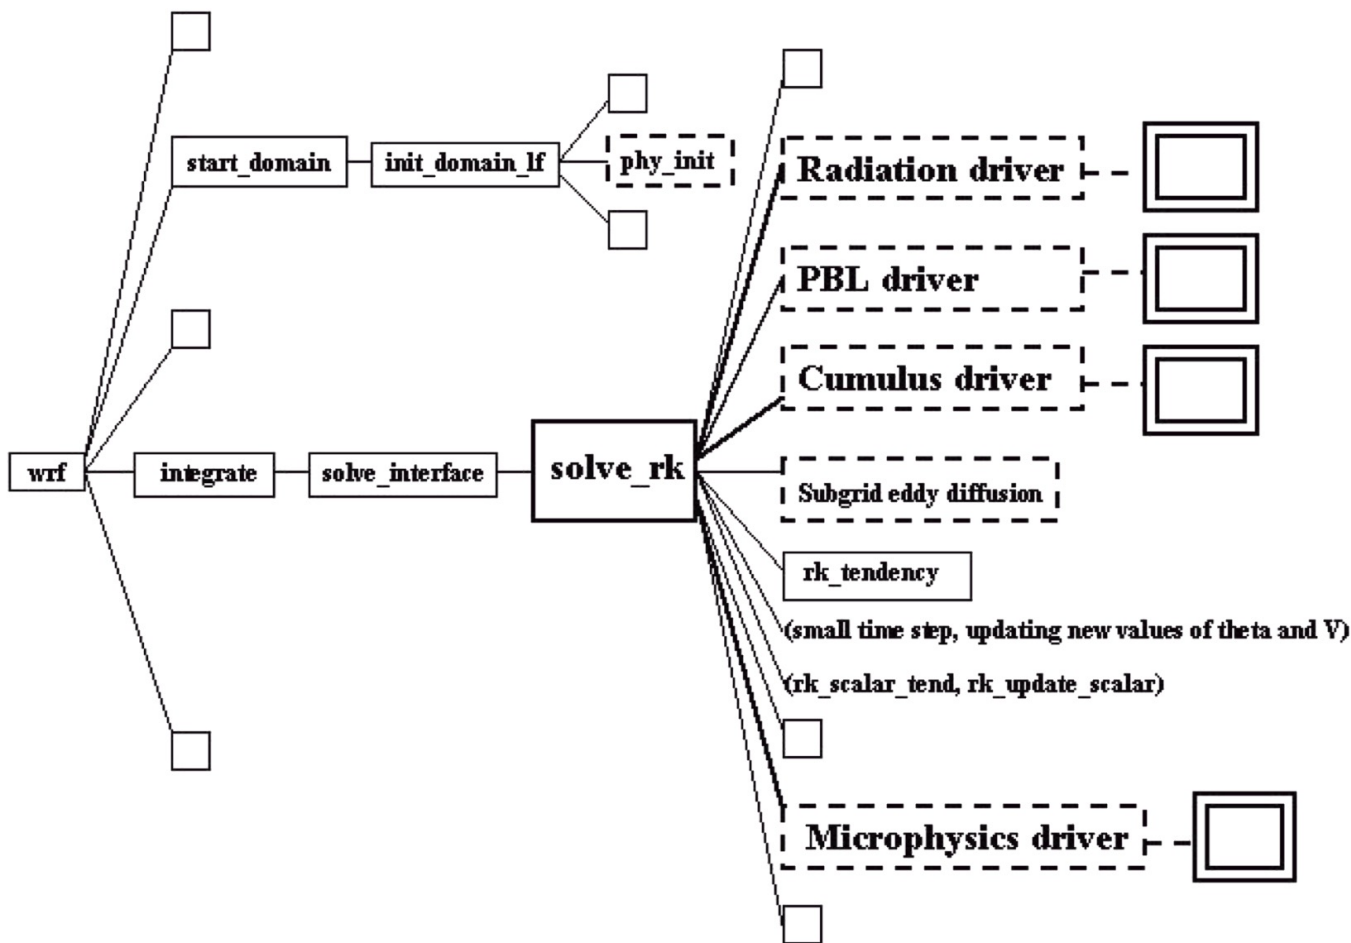 start_domain
init_domain_lf
phy_init
Radiation driver
PBL driver
Cumulus driver
wrf
integrate
solve_interface
solve_rk
Subgrid eddy diffusion
rk_tendency
(small time step, updating new values of theta and V)
(rk_scalar_tend, rk_update_scalar)
Microphysics driver